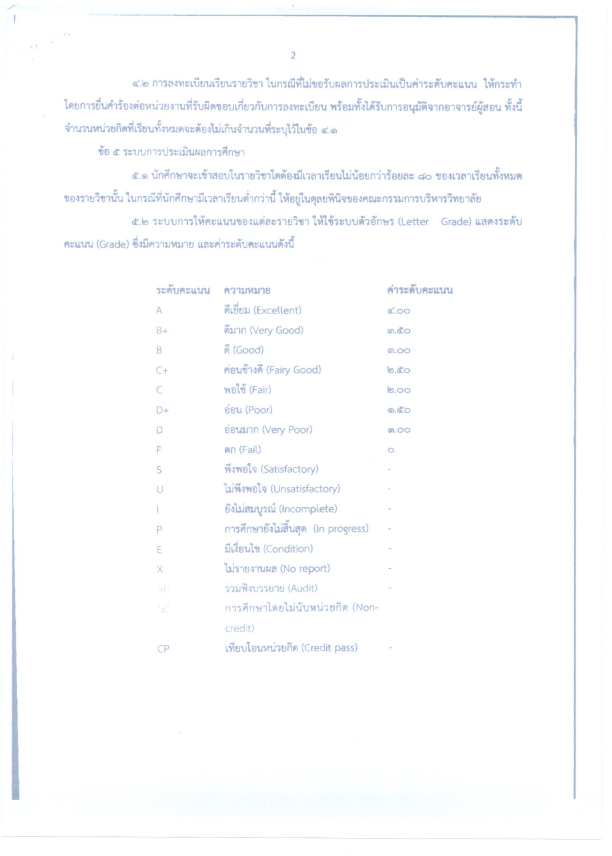 2
๔.๒ การลงทะเบียนเรียนรายวิชา ในกรณีที่ไม่ขอรับผลการประเมินเป็นค่าระดับคะแนน ให้กระทำ
โดยการยื่นคำร้องต่อหน่วยงานที่รับผิดชอบเกี่ยวกับการลงทะเบียน พร้อมทั้งได้รับการอนุมัติจากอาจารย์ผู้สอน ทั้งนี้
จำนวนหน่วยกิตที่เรียนทั้งหมดจะต้องไม่เกินจำนวนที่ระบุไว้ในข้อ ๔.๑
ข้อ ๕ ระบบการประเมินผลการศึกษา
๕.๑ นักศึกษาจะเข้าสอบในรายวิชาใดต้องมีเวลาเรียนไม่น้อยกว่าร้อยละ ๘๐ ของเวลาเรียนทั้งหมด
ของรายวิชานั้น ในกรณีที่นักศึกษามีเวลาเรียนต่ำกว่านี้ ให้อยู่ในดุลยพินิจของคณะกรรมการบริหารวิทยาลัย
๕.๒ ระบบการให้คะแนนของแต่ละรายวิชา ให้ใช้ระบบตัวอักษร (Letter Grade) แสดงระดับ
คะแนน (Grade) ซึ่งมีความหมาย และค่าระดับคะแนนดังนี้
ระดับคะแนน ความหมาย ค่าระดับคะแนน
A ดีเยี่ยม (Excellent) ๔.๐๐
B+ ดีมาก (Very Good) ๓.๕๐
B ดี (Good) ๓.๐๐
C+ ค่อนข้างดี (Fairy Good) ๒.๕๐
C พอใช้ (Fair) ๒.๐๐
D+ อ่อน (Poor) ๑.๕๐
D อ่อนมาก (Very Poor) ๑.๐๐
F ตก (Fail) ๐
S พึงพอใจ (Satisfactory) -
U ไม่พึงพอใจ (Unsatisfactory) -
I ยังไม่สมบูรณ์ (Incomplete) -
P การศึกษายังไม่สิ้นสุด (In progress) -
E มีเงื่อนไข (Condition) -
X ไม่รายงานผล (No report) -
ร่วมฟังบรรยาย (Audit) -
การศึกษาโดยไม่นับหน่วยกิต (Non-
credit)
CP เทียบโอนหน่วยกิต (Credit pass) -